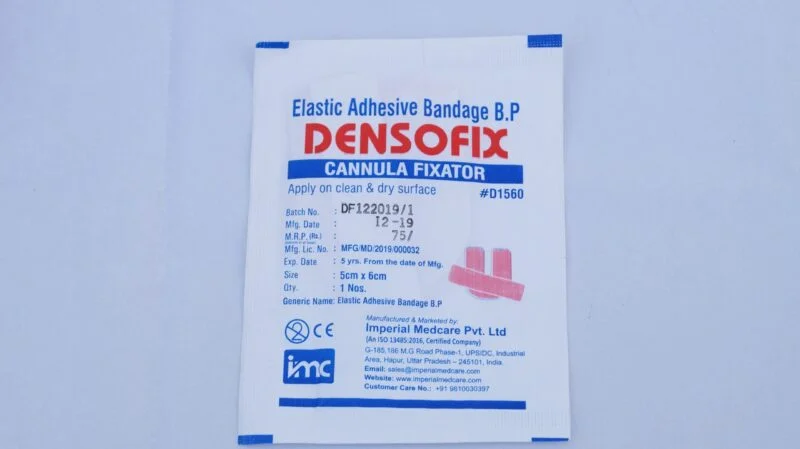 Elastic Adhesive Bandage B.P
DENSOFIX
CANNULA FIXATOR
Apply on clean & dry surface
#D1560
Batch No. : DF122019/1
Mfg. Date : 12-19
M.R.P. (Rs.) : 75/
Mfg. Lic. No. : MFG/MD/2019/000032
Exp. Date : 5 yrs. From the date of Mfg.
Size : 5cm x 6cm
Qty. : 1 Nos.
Generic Name: Elastic Adhesive Bandage B.P
Manufactured & Marketed by:
Imperial Medcare Pvt. Ltd
(An ISO 13485:2016, Certified Company)
G-185,186 M.G Road Phase-1, UPSIDC, Industrial
Area, Hapur, Uttar Pradesh – 245101, India.
Email: sales@imperialmedcare.com
Website: www.imperialmedcare.com
Customer Care No.: +91 9810030397
CE
imc